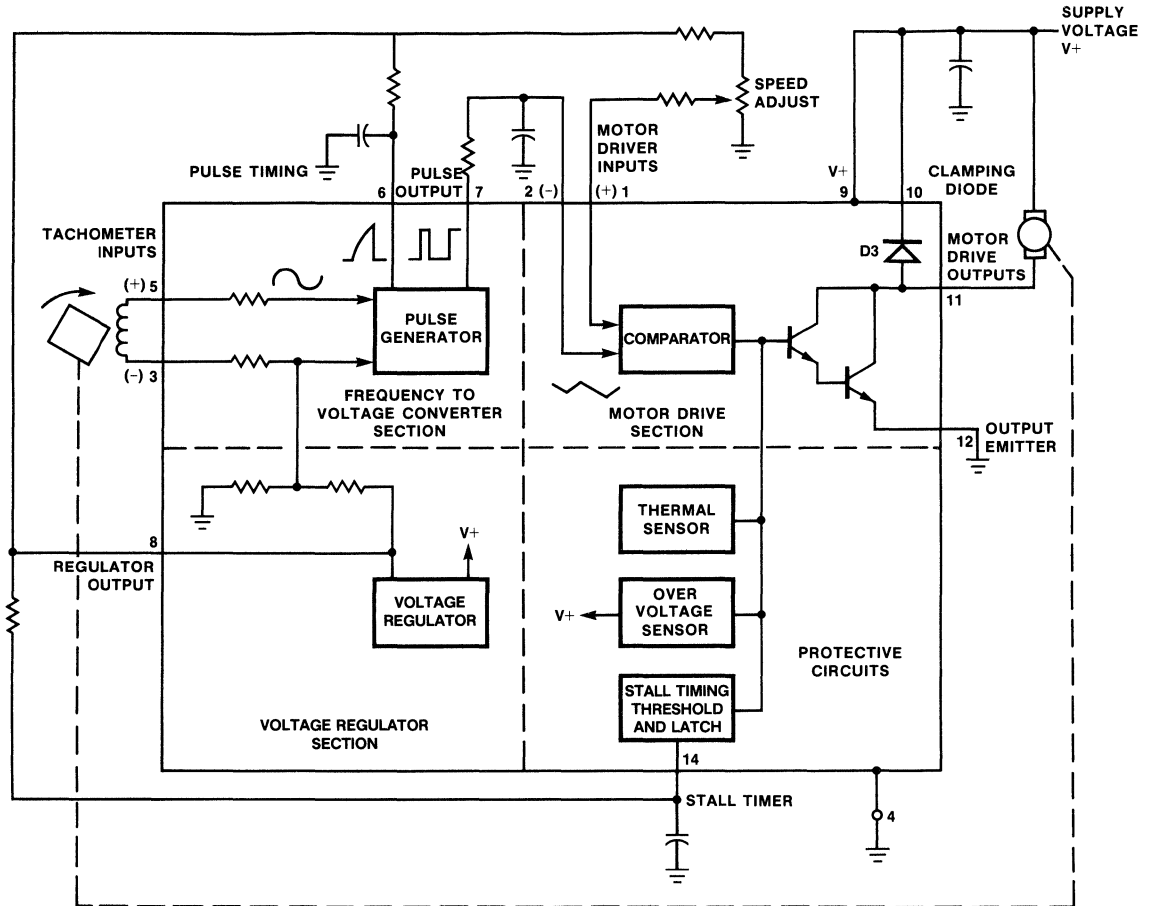 SUPPLY
VOLTAGE
V+
SPEED
ADJUST
MOTOR
DRIVER
INPUTS
PULSE TIMING
PULSE
OUTPUT
6
7
2 (-)
(+) 1
V+
9
10
CLAMPING
DIODE
TACHOMETER
INPUTS
(+) 5
(-) 3
PULSE
GENERATOR
FREQUENCY TO
VOLTAGE CONVERTER
SECTION
COMPARATOR
MOTOR DRIVE
SECTION
D3
MOTOR
DRIVE
OUTPUTS
11
12
OUTPUT
EMITTER
8
REGULATOR
OUTPUT
V+
VOLTAGE
REGULATOR
VOLTAGE REGULATOR
SECTION
THERMAL
SENSOR
V+
OVER
VOLTAGE
SENSOR
STALL TIMING
THRESHOLD
AND LATCH
PROTECTIVE
CIRCUITS
14
STALL TIMER
4